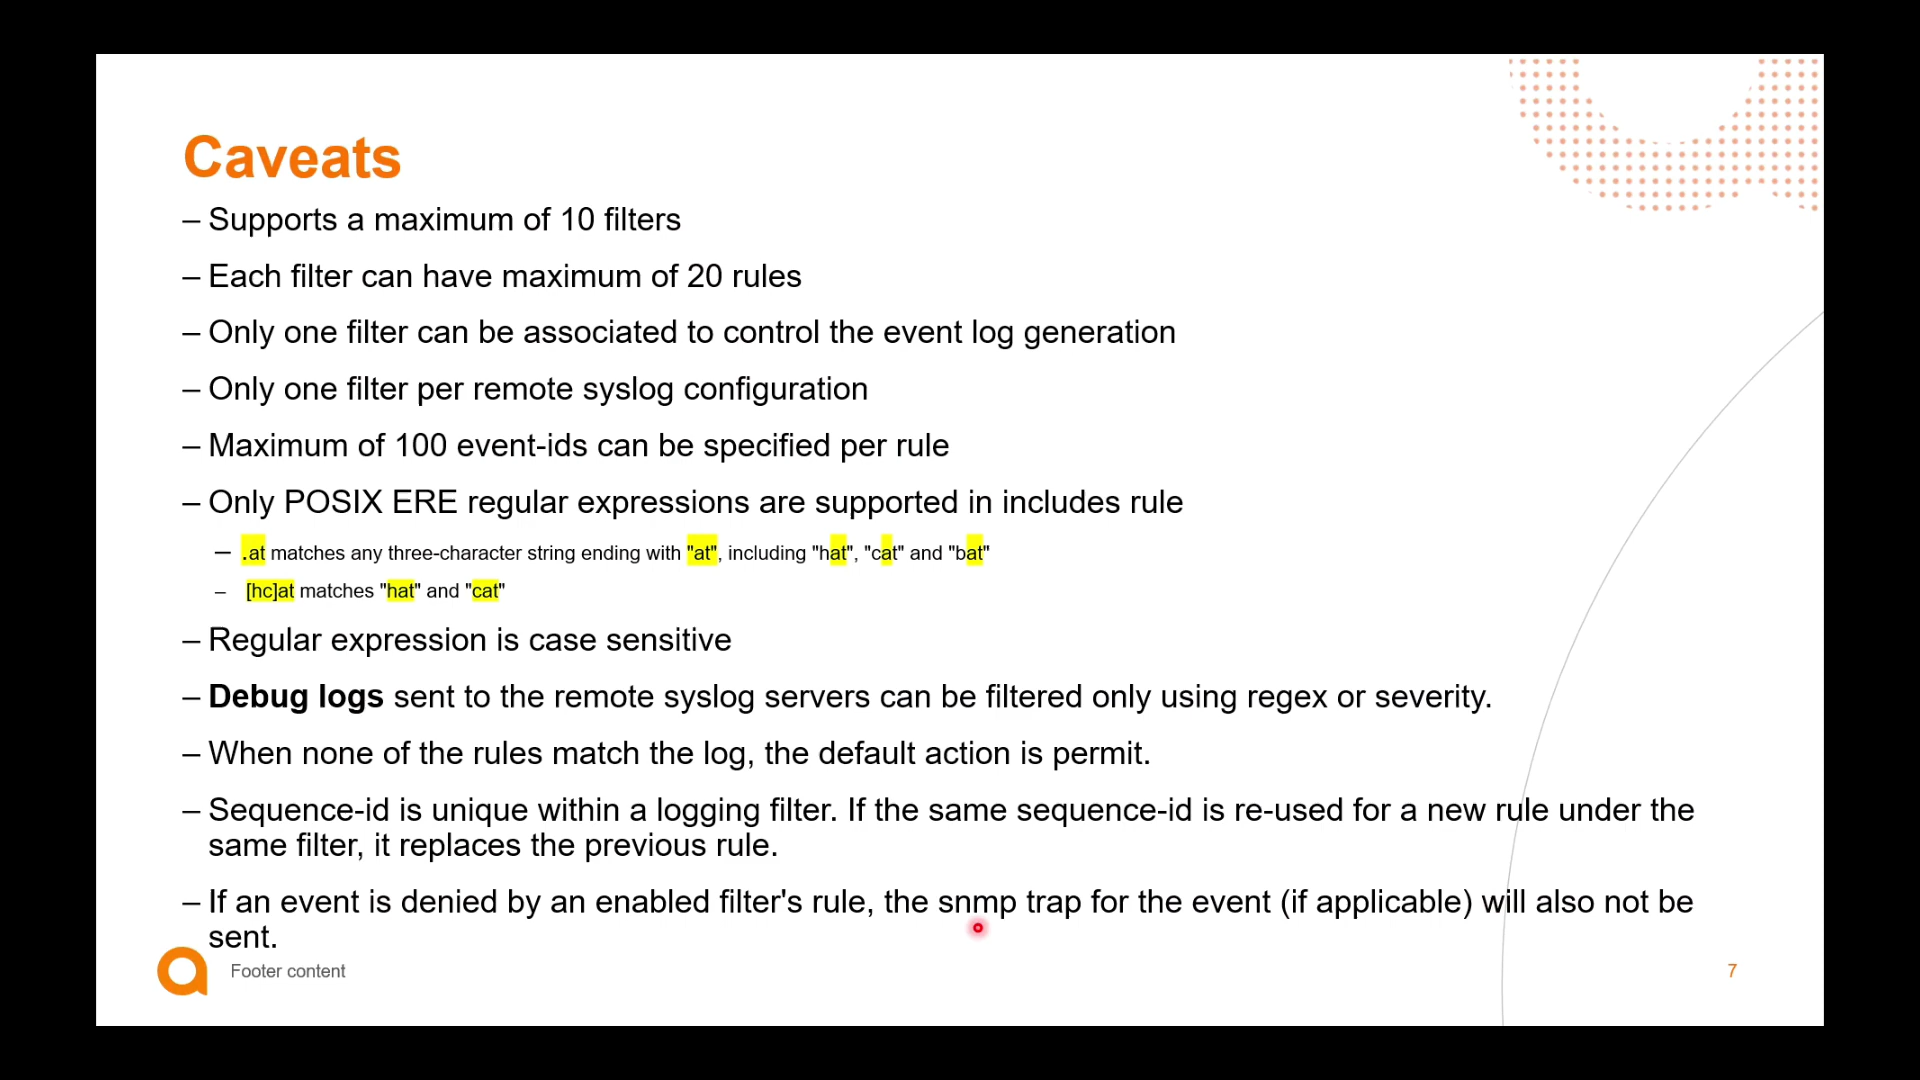 Caveats
– Supports a maximum of 10 filters
– Each filter can have maximum of 20 rules
– Only one filter can be associated to control the event log generation
– Only one filter per remote syslog configuration
– Maximum of 100 event-ids can be specified per rule
– Only POSIX ERE regular expressions are supported in includes rule
– .at matches any three-character string ending with "at", including "hat", "cat" and "bat"
– [hc]at matches "hat" and "cat"
– Regular expression is case sensitive
– Debug logs sent to the remote syslog servers can be filtered only using regex or severity.
– When none of the rules match the log, the default action is permit.
– Sequence-id is unique within a logging filter. If the same sequence-id is re-used for a new rule under the
same filter, it replaces the previous rule.
– If an event is denied by an enabled filter's rule, the snmp trap for the event (if applicable) will also not be
sent.
Footer content
7